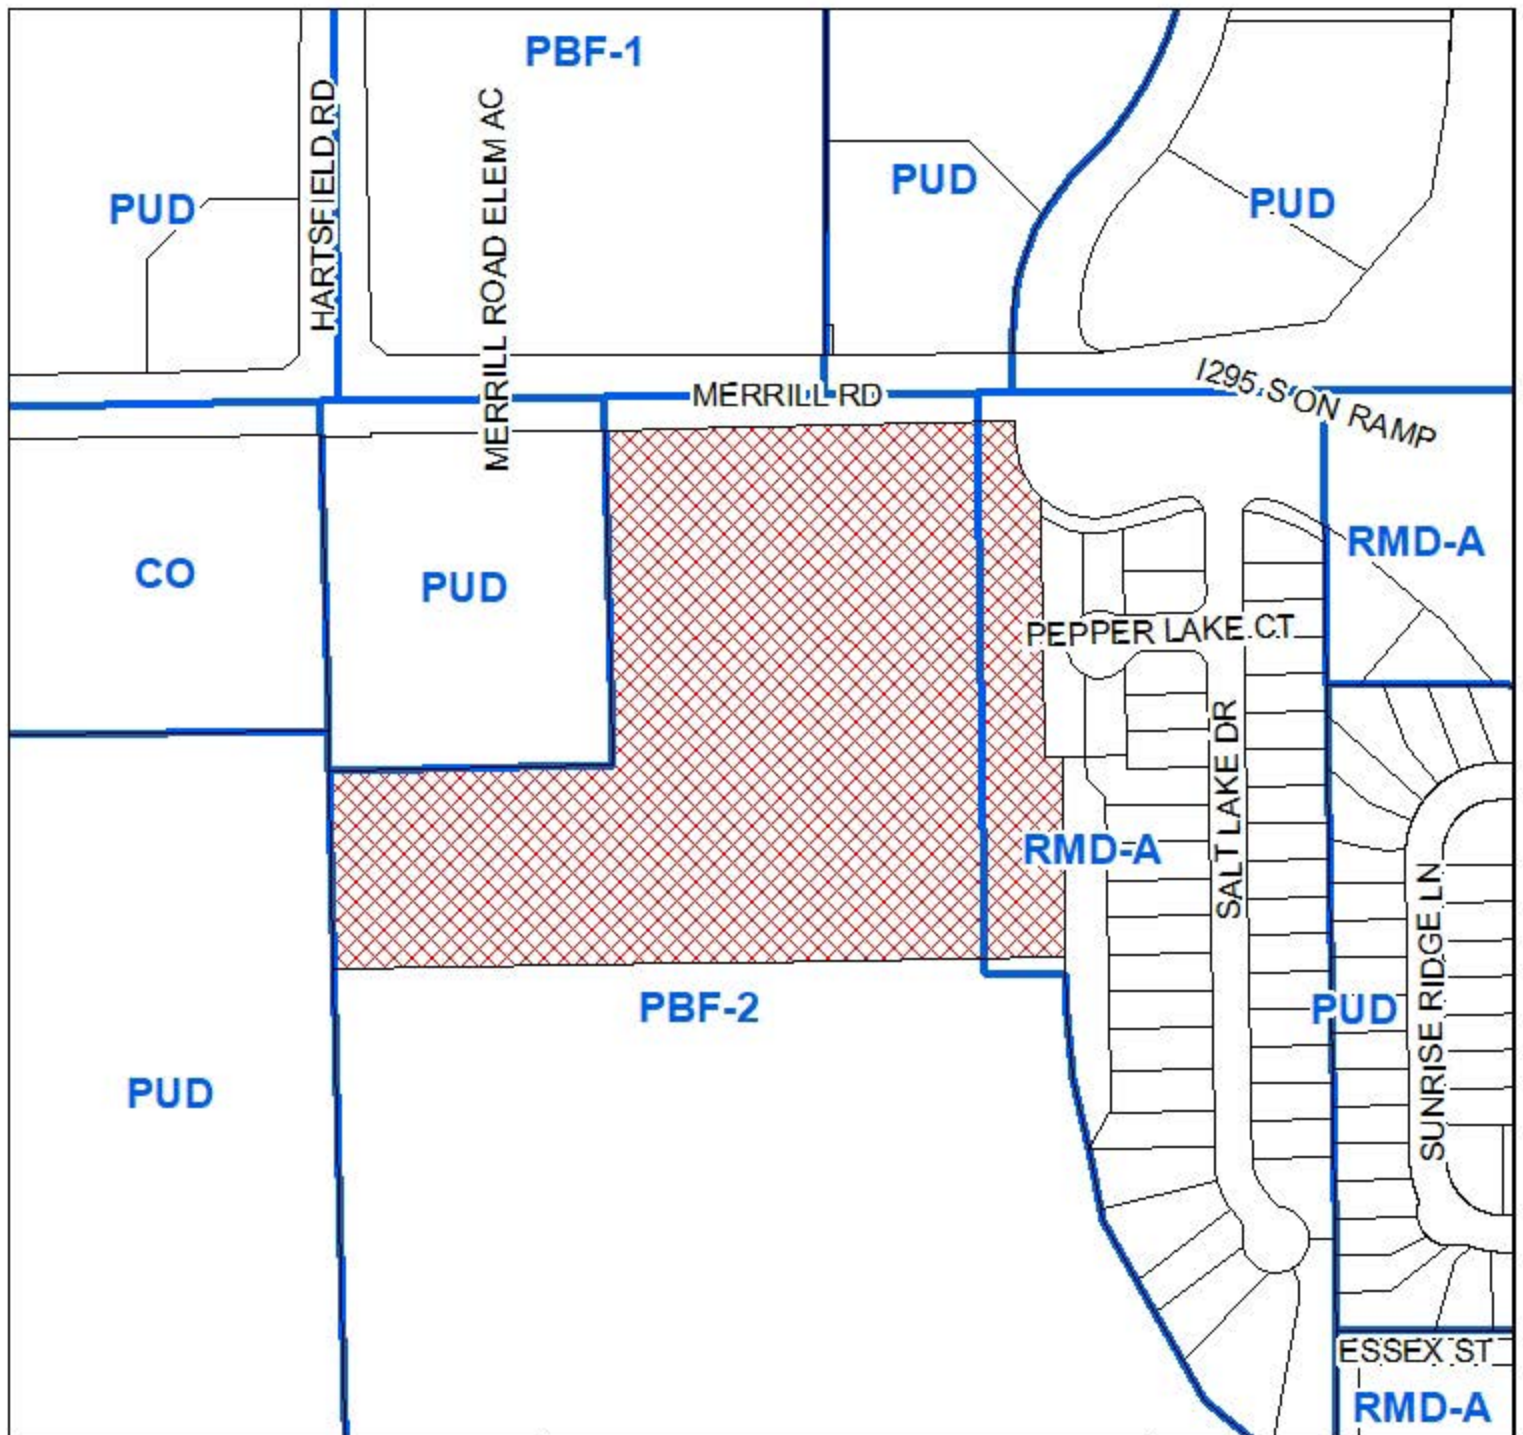 PBF-1
HARTSFIELD RD
MERRILL ROAD ELEM AC
PUD
PUD
PUD
MERRILL RD
I295 S ON RAMP
CO
PUD
RMD-A
PEPPER LAKE CT
SALT LAKE DR
RMD-A
SUNRISE RIDGE LN
PBF-2
PUD
PUD
ESSEX ST
RMD-A